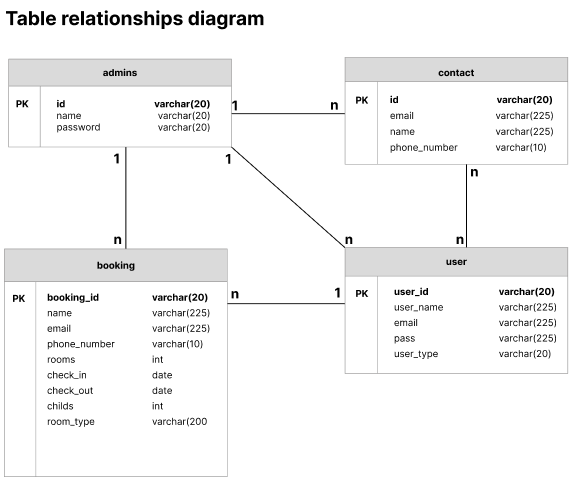 Table relationships diagram
admins
PK
id varchar(20)
name varchar(20)
password varchar(20)
contact
PK
id varchar(20)
email varchar(225)
name varchar(225)
phone_number varchar(10)
1 n
1 1
n
n n n
booking
PK
booking_id varchar(20)
name varchar(225)
email varchar(225)
phone_number varchar(10)
rooms int
check_in date
check_out date
childs int
room_type varchar(200
n 1
user
PK
user_id varchar(20)
user_name varchar(225)
email varchar(225)
pass varchar(225)
user_type varchar(20)